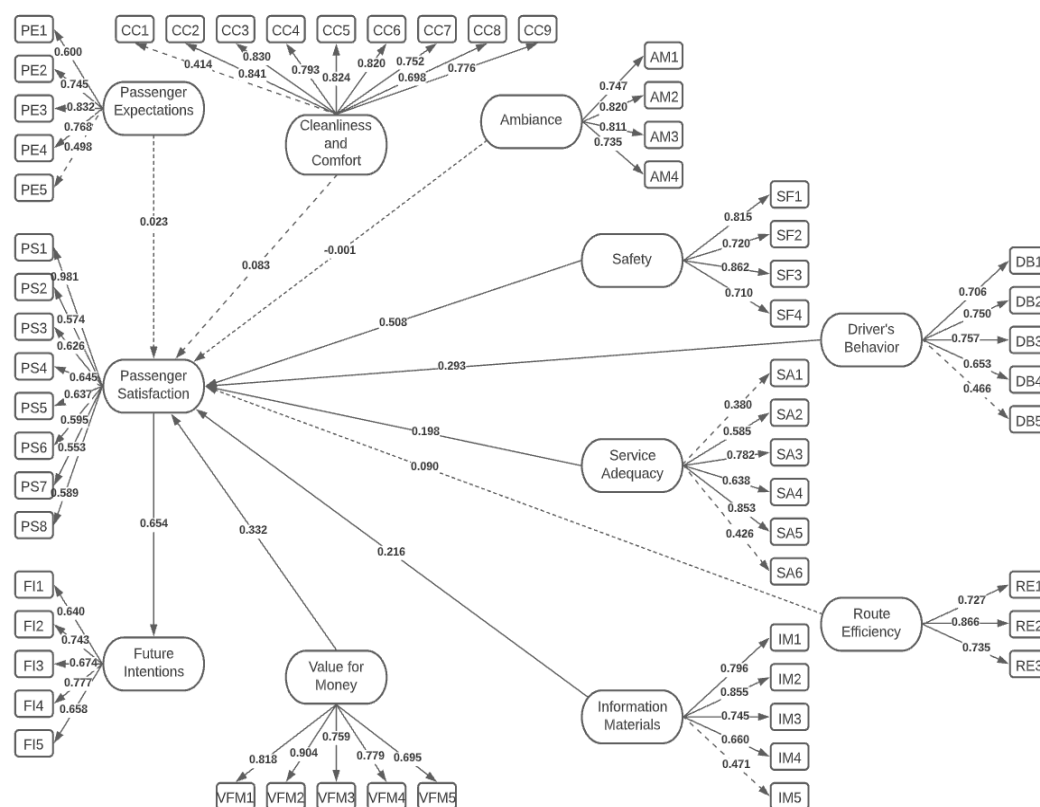 PE1
PE2
PE3
PE4
PE5
0.600
0.745
0.832
0.768
0.498
Passenger
Expectations
CC1
CC2
CC3
CC4
CC5
CC6
CC7
CC8
CC9
0.414
0.841
0.830
0.793
0.824
0.820
0.752
0.698
0.776
Cleanliness
and
Comfort
Ambiance
0.747
0.820
0.811
0.735
AM1
AM2
AM3
AM4
0.023
0.083
-0.001
Safety
0.815
0.720
0.862
0.710
SF1
SF2
SF3
SF4
0.508
PS1
PS2
PS3
PS4
PS5
PS6
PS7
PS8
0.981
0.574
0.626
0.645
0.637
0.595
0.553
0.589
Passenger
Satisfaction
0.293
Driver's
Behavior
0.706
0.750
0.757
0.653
0.466
DB1
DB2
DB3
DB4
DB5
0.198
Service
Adequacy
0.380
0.585
0.782
0.638
0.853
0.426
SA1
SA2
SA3
SA4
SA5
SA6
0.090
Route
Efficiency
0.727
0.866
0.735
RE1
RE2
RE3
0.654
0.332
0.216
FI1
FI2
FI3
FI4
FI5
0.640
0.743
0.674
0.777
0.658
Future
Intentions
Value for
Money
0.818
0.904
0.759
0.779
0.695
VFM1
VFM2
VFM3
VFM4
VFM5
Information
Materials
0.796
0.855
0.745
0.660
0.471
IM1
IM2
IM3
IM4
IM5